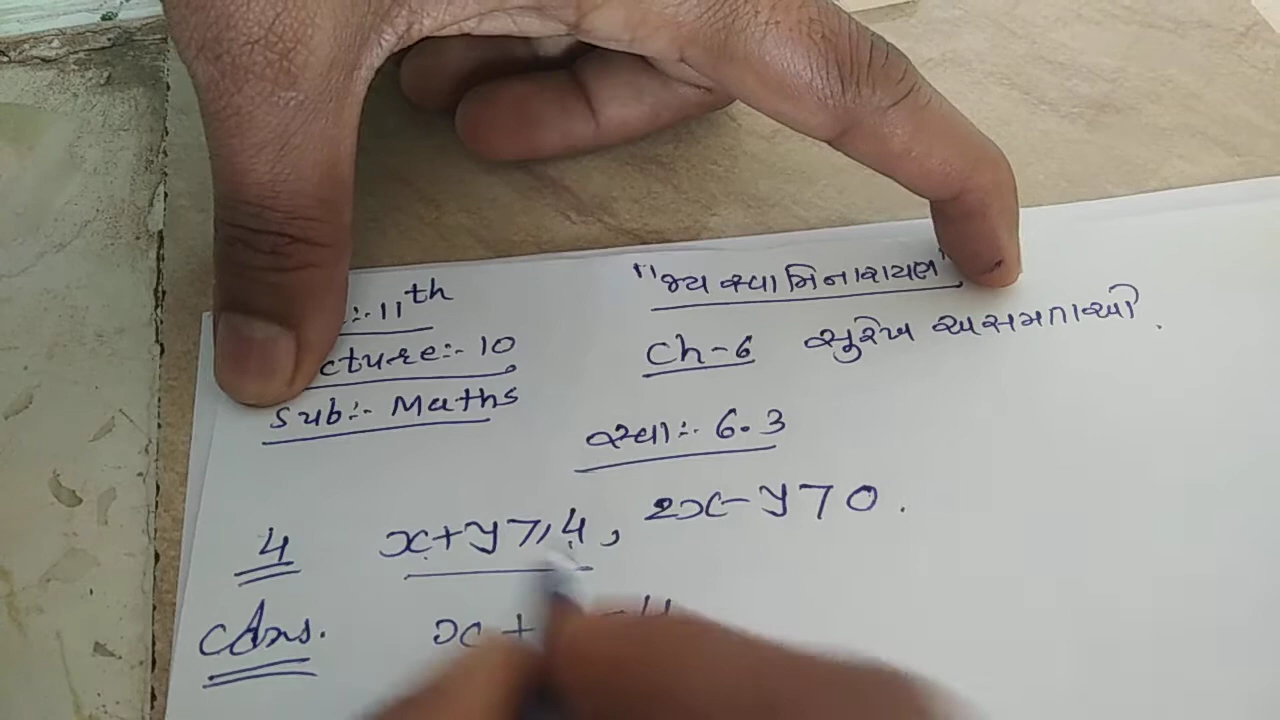 :- 11th
"જય સ્વામિનારાયણ"
cture:- 10
Ch-6 સુરેખ અસમતાઓ.
Sub:- Maths
સ્વા:- 6.3
4 x+y≥4, 2x-y>0.
Ans. x+